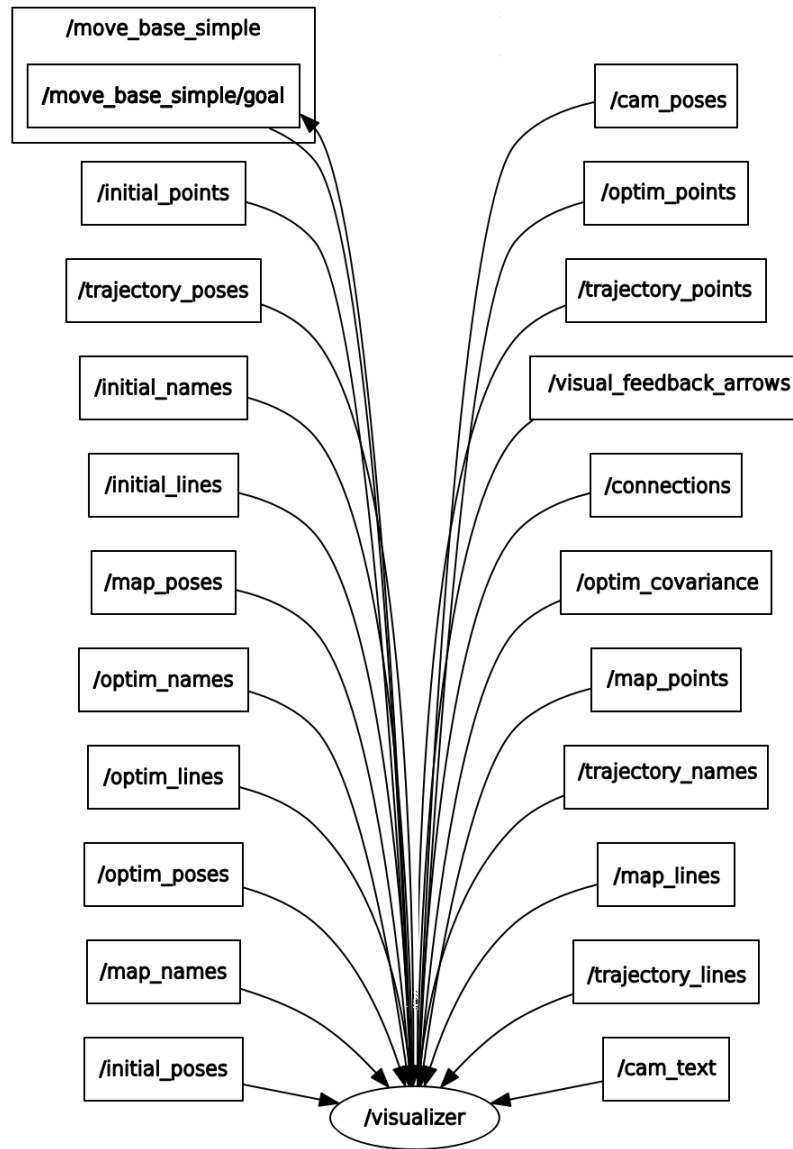 /move_base_simple
/move_base_simple/goal
/cam_poses
/initial_points
/optim_points
/trajectory_poses
/trajectory_points
/initial_names
/visual_feedback_arrows
/initial_lines
/connections
/map_poses
/optim_covariance
/optim_names
/map_points
/optim_lines
/trajectory_names
/optim_poses
/map_lines
/map_names
/trajectory_lines
/initial_poses
/cam_text
/visualizer